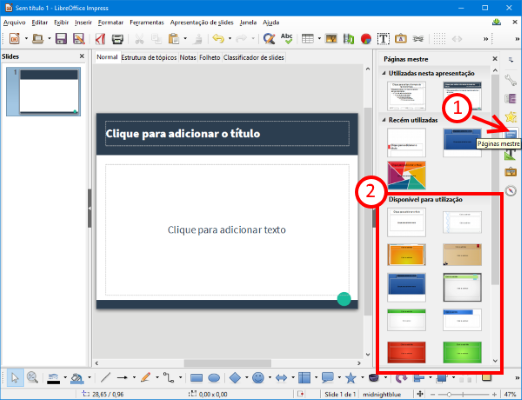 Sem título 1 - LibreOffice Impress
Arquivo Editar Exibir Inserir Formatar Ferramentas Apresentação de slides Janela Ajuda
Slides
Normal Estrutura de tópicos Notas Folheto Classificador de slides
Páginas mestre
Utilizadas nesta apresentação
1
Clique para adicionar o título
Recém utilizadas
Páginas mestre
2
Disponível para utilização
Clique para adicionar texto
28,65 / 0,96
0,00 x 0,00
Slide 1 de 1
midnightblue
47%